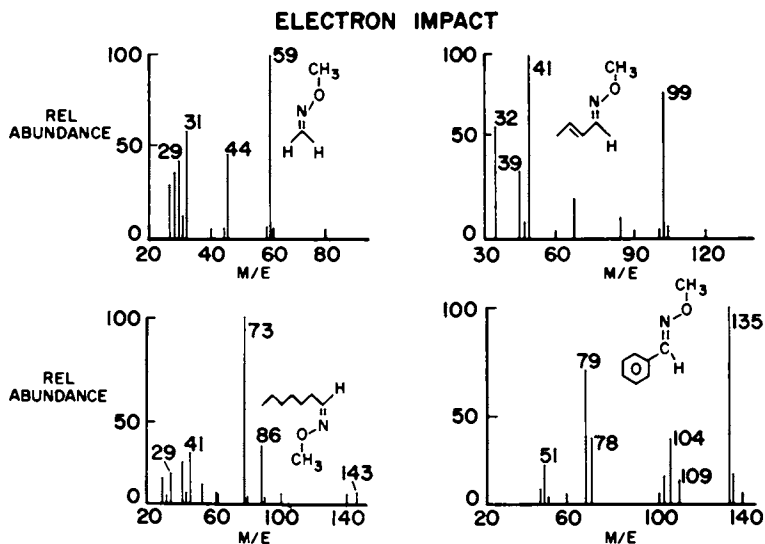 ELECTRON IMPACT
REL
ABUNDANCE
100
50
0
29
31
44
59
CH3
O
N
H H
20 40 60 80
M/E
100
50
0
32
39
41
99
CH3
O
N
H
30 60 90 120
M/E
REL
ABUNDANCE
100
50
0
29
41
73
86
143
H
N
O
CH3
20 60 100 140
M/E
100
50
0
51
79
78
104
109
135
CH3
O
N
C
H
O
20 60 100 140
M/E